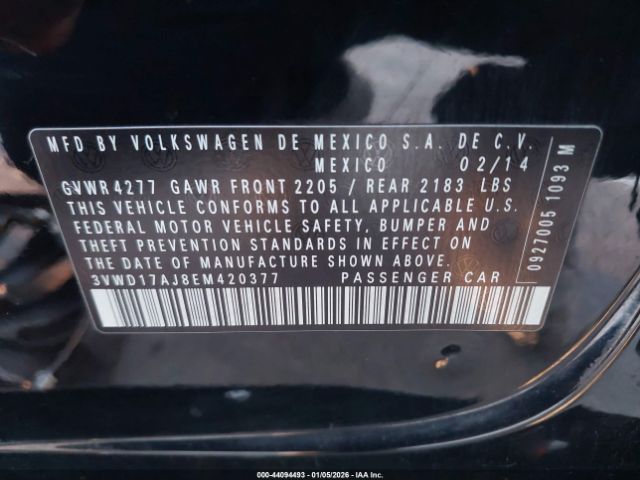 MFD BY VOLKSWAGEN DE MEXICO S.A. DE C.V.
MEXICO 02/14
GVWR 4277 GAWR FRONT 2205 / REAR 2183 LBS
THIS VEHICLE CONFORMS TO ALL APPLICABLE U.S.
FEDERAL MOTOR VEHICLE SAFETY, BUMPER AND
THEFT PREVENTION STANDARDS IN EFFECT ON
THE DATE OF MANUFACTURE SHOWN ABOVE.
3VWD17AJ8EM420377 PASSENGER CAR
0927005 1093 M
000-44094493 - 01/05/2026 - IAA Inc.